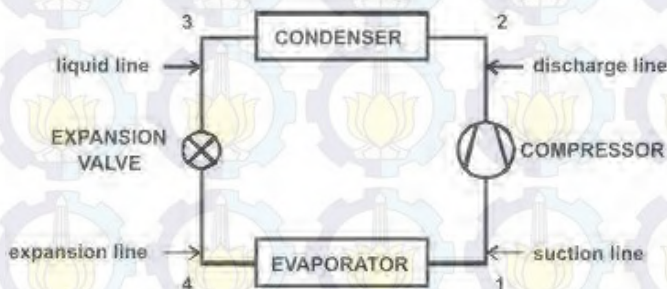 3
2
CONDENSER
liquid line
discharge line
EXPANSION
VALVE
COMPRESSOR
expansion line
suction line
EVAPORATOR
4
1